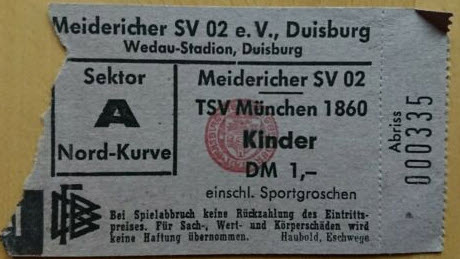 Meidericher SV 02 e.V., Duisburg
Wedau-Stadion, Duisburg
Sektor
A
Nord-Kurve
Meidericher SV 02
TSV München 1860
Kinder
DM 1,–
einschl. Sportgroschen
Abriss
000335
DFB
Bei Spielabbruch keine Rückzahlung des Eintritts-
preises. Für Sach-, Wert- und Körperschäden wird
keine Haftung übernommen. Haubold, Eschwege